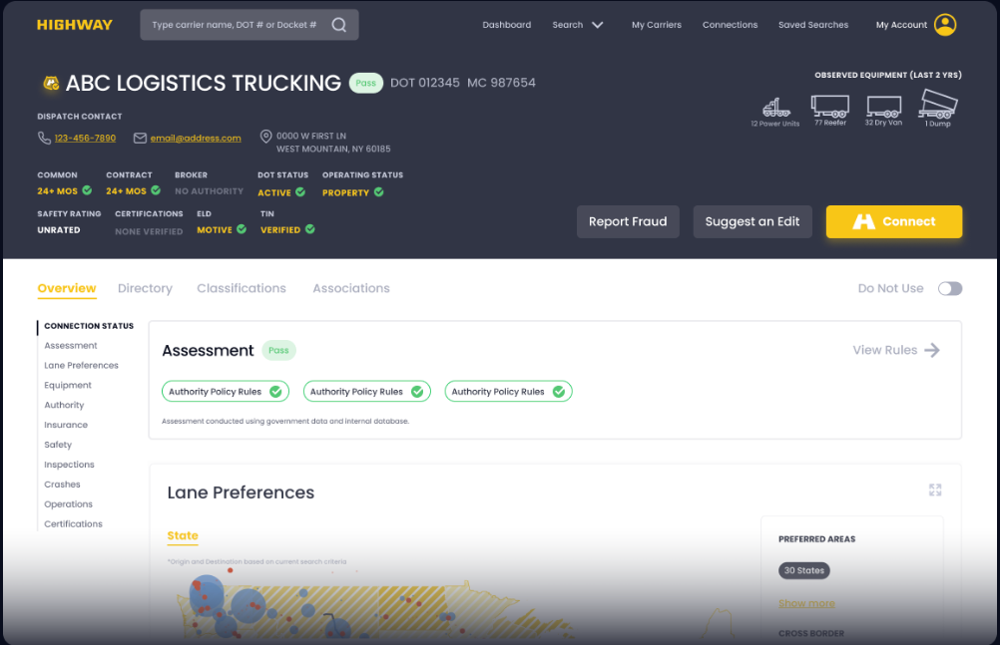 HIGHWAY
Type carrier name, DOT # or Docket #
Dashboard
Search
My Carriers
Connections
Saved Searches
My Account
ABC LOGISTICS TRUCKING
Pass
DOT 012345 MC 987654
OBSERVED EQUIPMENT (LAST 2 YRS)
12 Power Units
77 Reefer
32 Dry Van
1 Dump
DISPATCH CONTACT
123-456-7890
email@address.com
0000 W FIRST LN
WEST MOUNTAIN, NY 60185
COMMON
CONTRACT
BROKER
DOT STATUS
OPERATING STATUS
24+ MOS
24+ MOS
NO AUTHORITY
ACTIVE
PROPERTY
SAFETY RATING
CERTIFICATIONS
ELD
TIN
UNRATED
NONE VERIFIED
MOTIVE
VERIFIED
Report Fraud
Suggest an Edit
Connect
Overview
Directory
Classifications
Associations
Do Not Use
CONNECTION STATUS
Assessment
Lane Preferences
Equipment
Authority
Insurance
Safety
Inspections
Crashes
Operations
Certifications
Assessment
Pass
View Rules
Authority Policy Rules
Authority Policy Rules
Authority Policy Rules
Assessment conducted using government data and internal database.
Lane Preferences
State
*Origin and Destination based on current search criteria
PREFERRED AREAS
30 States
Show more
CROSS BORDER